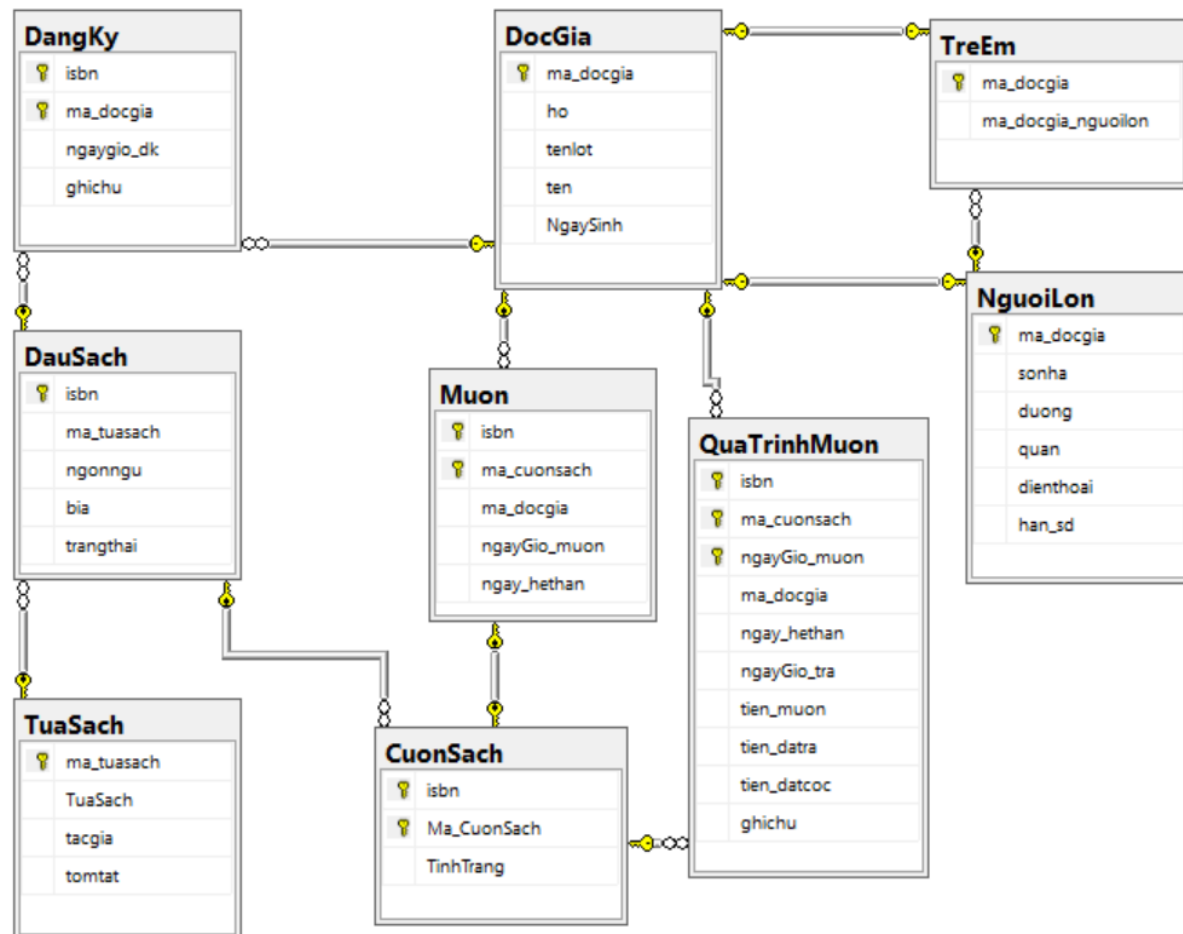 DangKy
isbn
ma_docgia
ngaygio_dk
ghichu
DocGia
ma_docgia
ho
tenlot
ten
NgaySinh
TreEm
ma_docgia
ma_docgia_nguoilon
NguoiLon
ma_docgia
sonha
duong
quan
dienthoai
han_sd
DauSach
isbn
ma_tuasach
ngonngu
bia
trangthai
Muon
isbn
ma_cuonsach
ma_docgia
ngayGio_muon
ngay_hethan
QuaTrinhMuon
isbn
ma_cuonsach
ngayGio_muon
ma_docgia
ngay_hethan
ngayGio_tra
tien_muon
tien_datra
tien_datcoc
ghichu
TuaSach
ma_tuasach
TuaSach
tacgia
tomtat
CuonSach
isbn
Ma_CuonSach
TinhTrang